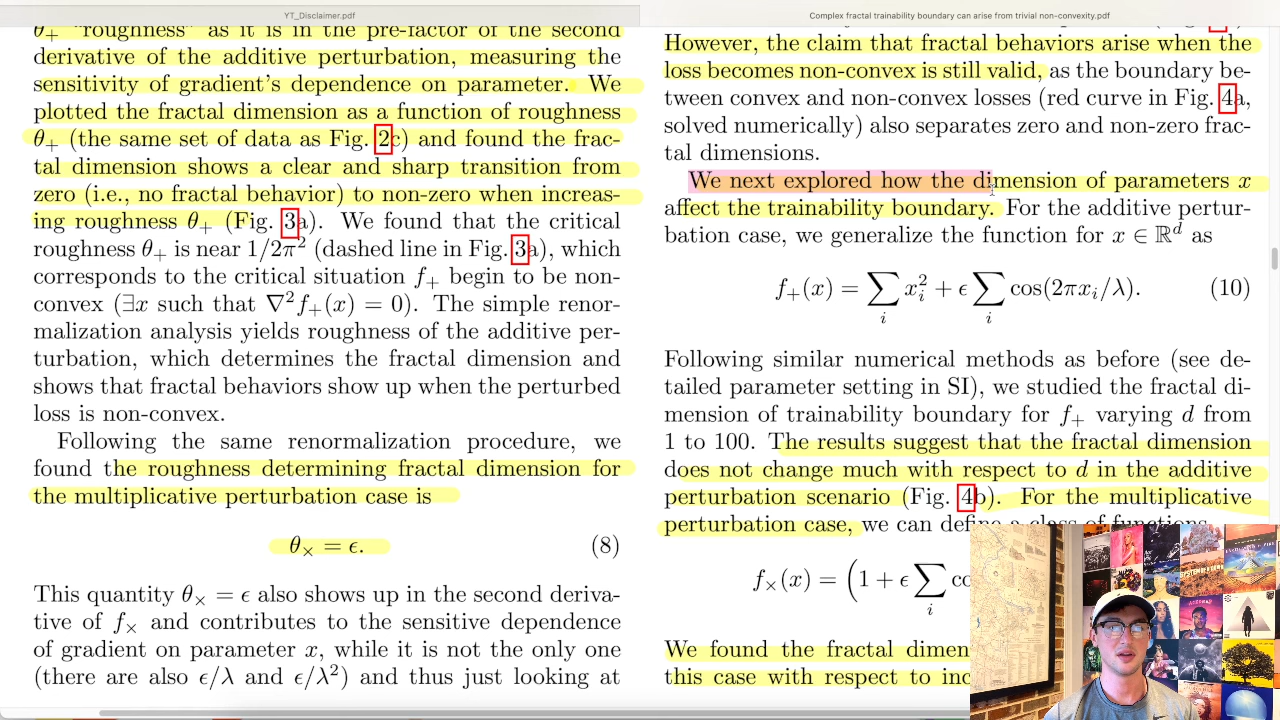 YT_Disclaimer.pdf
Complex fractal trainability boundary can arise from trivial non-convexity.pdf
θ₊ "roughness" as it is in the pre-factor of the second
derivative of the additive perturbation, measuring the
sensitivity of gradient's dependence on parameter. We
plotted the fractal dimension as a function of roughness
θ₊ (the same set of data as Fig. 2c) and found the frac-
tal dimension shows a clear and sharp transition from
zero (i.e., no fractal behavior) to non-zero when increas-
ing roughness θ₊ (Fig. 3a). We found that the critical
roughness θ₊ is near 1/2π² (dashed line in Fig. 3a), which
corresponds to the critical situation f₊ begin to be non-
convex (∃x such that ∇²f₊(x) = 0). The simple renor-
malization analysis yields roughness of the additive per-
turbation, which determines the fractal dimension and
shows that fractal behaviors show up when the perturbed
loss is non-convex.
Following the same renormalization procedure, we
found the roughness determining fractal dimension for
the multiplicative perturbation case is
θ× = ϵ. (8)
This quantity θ× = ϵ also shows up in the second deriva-
tive of f× and contributes to the sensitive dependence
of gradient on parameter x, while it is not the only one
(there are also ϵ/λ and ϵ/λ²) and thus just looking at
However, the claim that fractal behaviors arise when the
loss becomes non-convex is still valid, as the boundary be-
tween convex and non-convex losses (red curve in Fig. 4a,
solved numerically) also separates zero and non-zero frac-
tal dimensions.
We next explored how the dimension of parameters x
affect the trainability boundary. For the additive pertur-
bation case, we generalize the function for x ∈ ℝᵈ as
f₊(x) = ∑ᵢ xᵢ² + ϵ ∑ᵢ cos(2πxᵢ/λ). (10)
Following similar numerical methods as before (see de-
tailed parameter setting in SI), we studied the fractal di-
mension of trainability boundary for f₊ varying d from
1 to 100. The results suggest that the fractal dimension
does not change much with respect to d in the additive
perturbation scenario (Fig. 4b). For the multiplicative
perturbation case, we can define a class of functions
f×(x) = (1 + ϵ ∑ᵢ
We found the fractal
this case with respect to